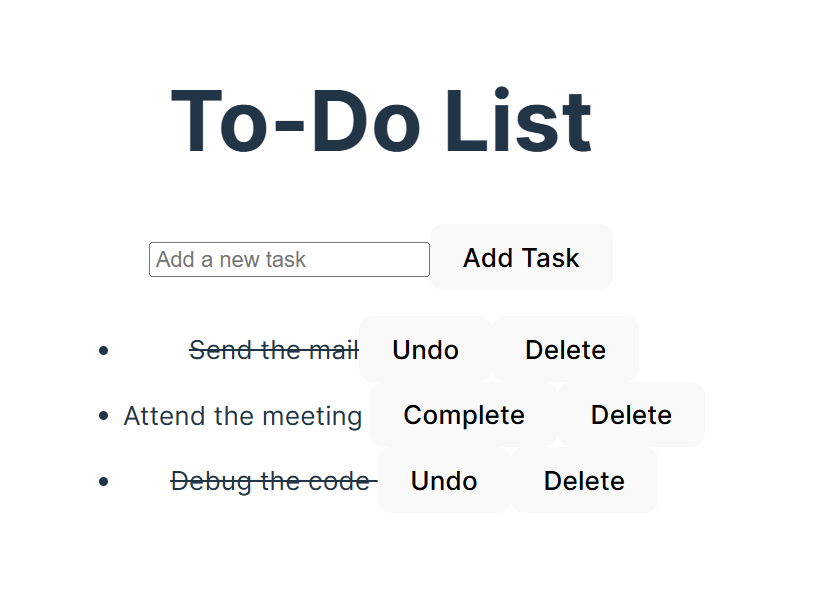 To-Do List
Add a new task Add Task
Send the mail Undo Delete
Attend the meeting Complete Delete
Debug the code Undo Delete